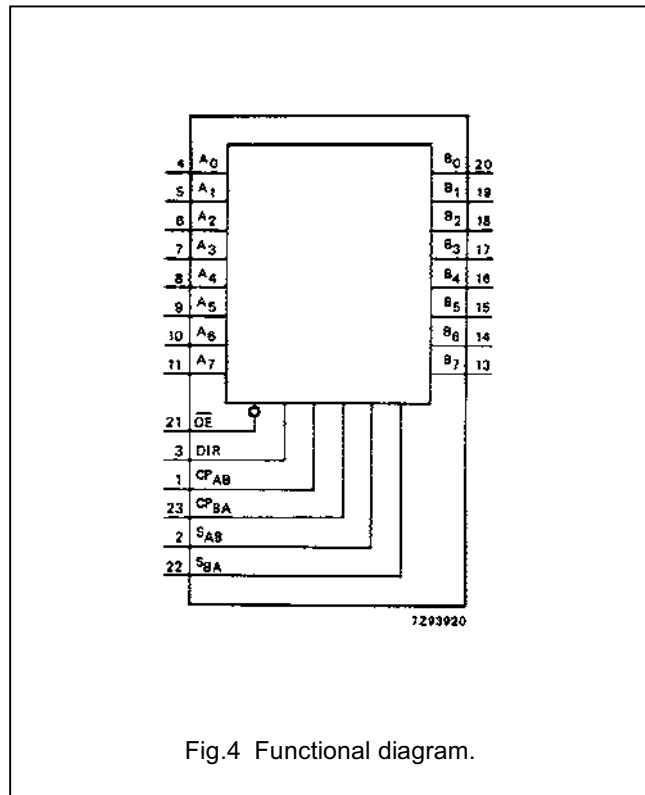 4 A0 B0 20
5 A1 B1 19
6 A2 B2 18
7 A3 B3 17
8 A4 B4 16
9 A5 B5 15
10 A6 B6 14
11 A7 B7 13
21 O̅E̅
3 DIR
1 CPAB
23 CPBA
2 SAB
22 SBA
7Z93920
Fig.4 Functional diagram.